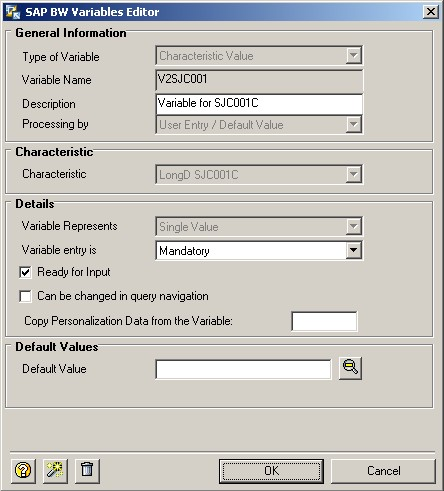 SAP BW Variables Editor
General Information
Type of Variable Characteristic Value
Variable Name V2SJC001
Description Variable for SJC001C
Processing by User Entry / Default Value
Characteristic
Characteristic LongD SJC001C
Details
Variable Represents Single Value
Variable entry is Mandatory
Ready for Input
Can be changed in query navigation
Copy Personalization Data from the Variable:
Default Values
Default Value
OK Cancel